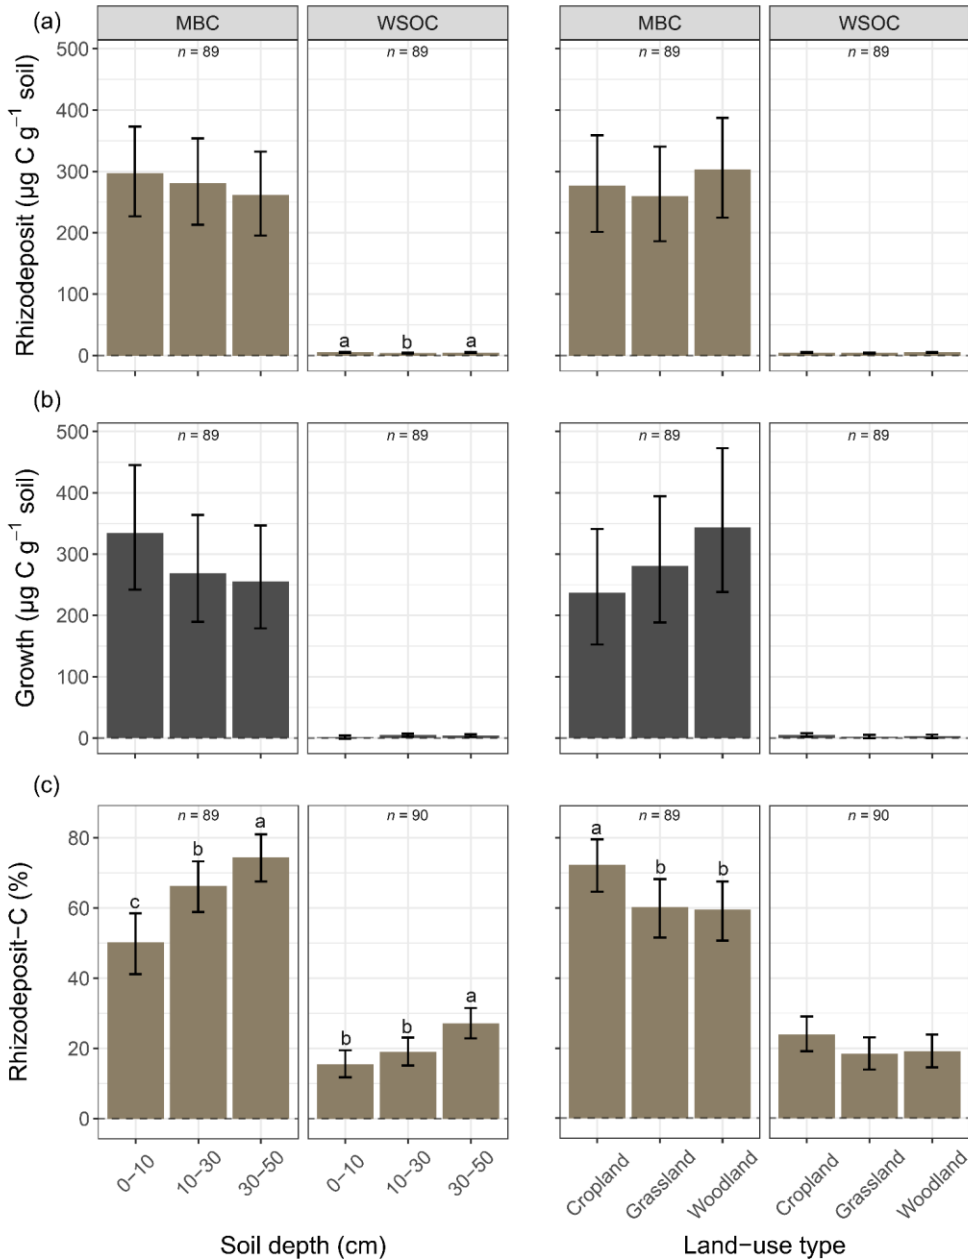 (a)
MBC
WSOC
MBC
WSOC
n = 89
n = 89
n = 89
n = 89
Rhizodeposit (µg C g⁻¹ soil)
500
400
300
200
100
0
a
b
a
(b)
n = 89
n = 89
n = 89
n = 89
Growth (µg C g⁻¹ soil)
500
400
300
200
100
0
(c)
n = 89
n = 90
n = 89
n = 90
Rhizodeposit−C (%)
80
60
40
20
0
c
b
a
b
b
a
a
b
b
0−10
10−30
30−50
0−10
10−30
30−50
Cropland
Grassland
Woodland
Cropland
Grassland
Woodland
Soil depth (cm)
Land−use type